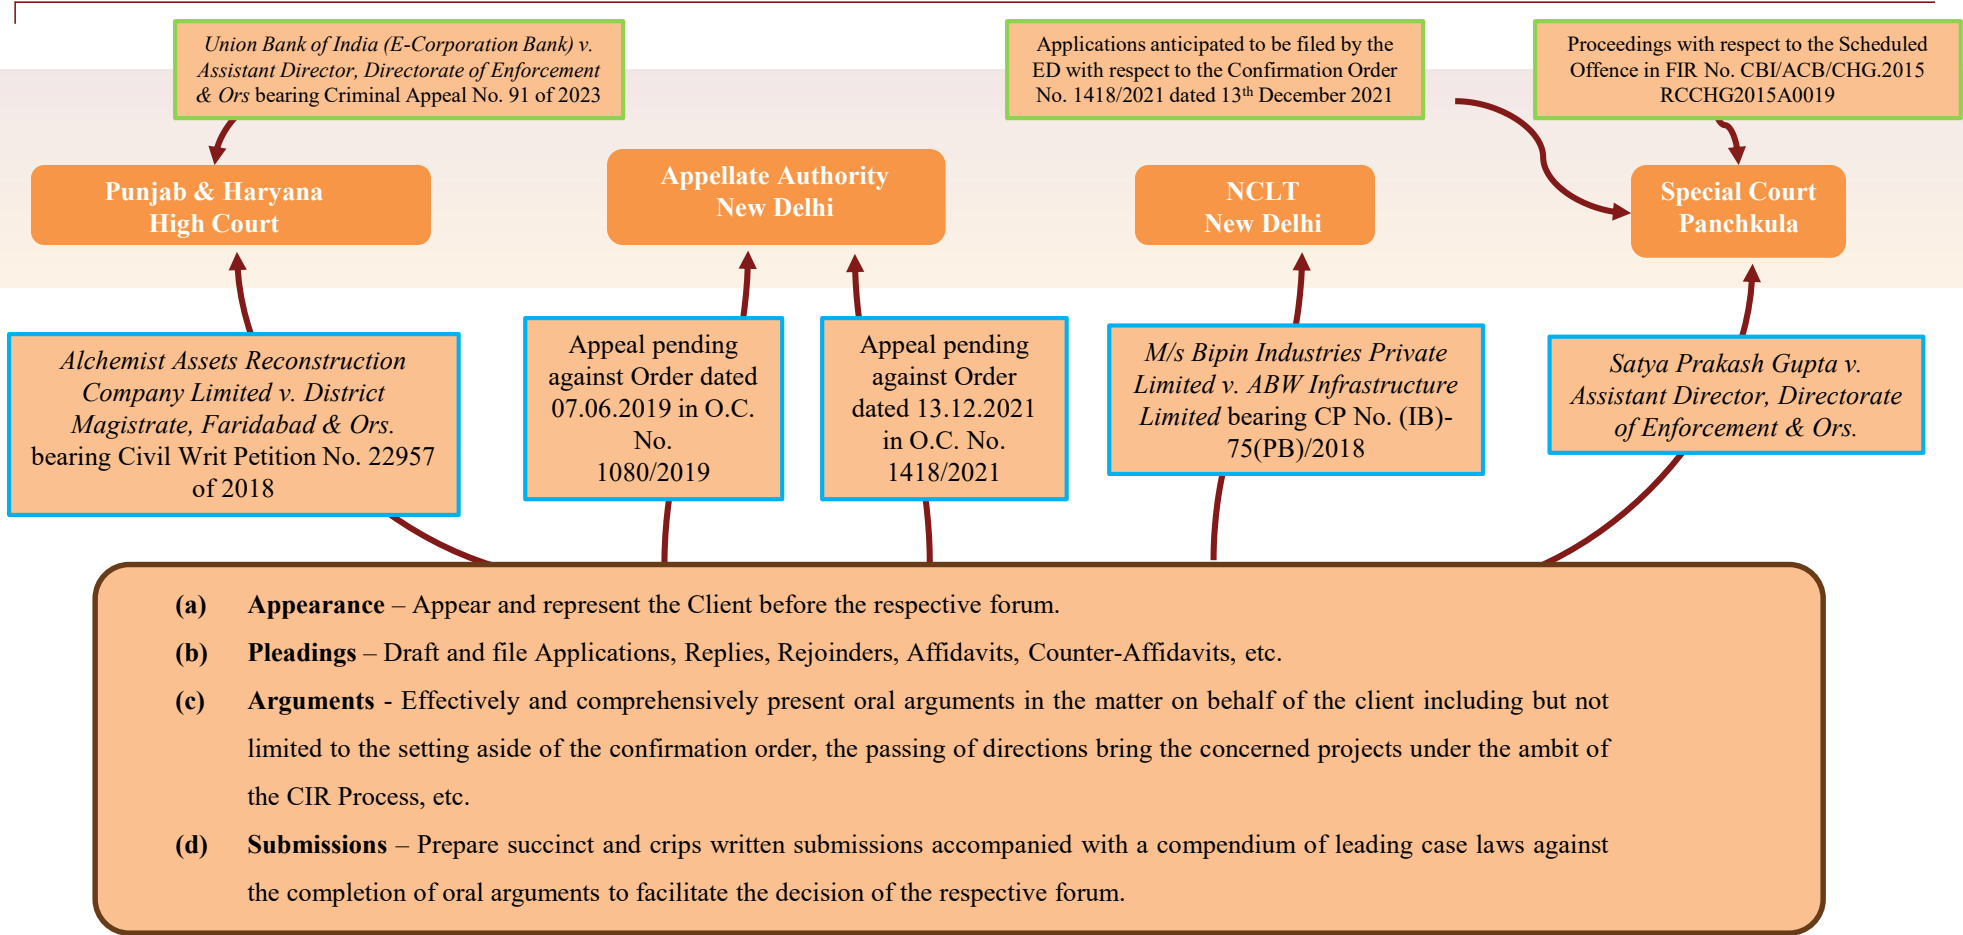 Union Bank of India (E-Corporation Bank) v.
Assistant Director, Directorate of Enforcement
& Ors bearing Criminal Appeal No. 91 of 2023
Applications anticipated to be filed by the
ED with respect to the Confirmation Order
No. 1418/2021 dated 13th December 2021
Proceedings with respect to the Scheduled
Offence in FIR No. CBI/ACB/CHG.2015
RCCHG2015A0019
Punjab & Haryana
High Court
Appellate Authority
New Delhi
NCLT
New Delhi
Special Court
Panchkula
Alchemist Assets Reconstruction
Company Limited v. District
Magistrate, Faridabad & Ors.
bearing Civil Writ Petition No. 22957
of 2018
Appeal pending
against Order dated
07.06.2019 in O.C.
No.
1080/2019
Appeal pending
against Order
dated 13.12.2021
in O.C. No.
1418/2021
M/s Bipin Industries Private
Limited v. ABW Infrastructure
Limited bearing CP No. (IB)-
75(PB)/2018
Satya Prakash Gupta v.
Assistant Director, Directorate
of Enforcement & Ors.
(a) Appearance – Appear and represent the Client before the respective forum.
(b) Pleadings – Draft and file Applications, Replies, Rejoinders, Affidavits, Counter-Affidavits, etc.
(c) Arguments - Effectively and comprehensively present oral arguments in the matter on behalf of the client including but not
limited to the setting aside of the confirmation order, the passing of directions bring the concerned projects under the ambit of
the CIR Process, etc.
(d) Submissions – Prepare succinct and crips written submissions accompanied with a compendium of leading case laws against
the completion of oral arguments to facilitate the decision of the respective forum.